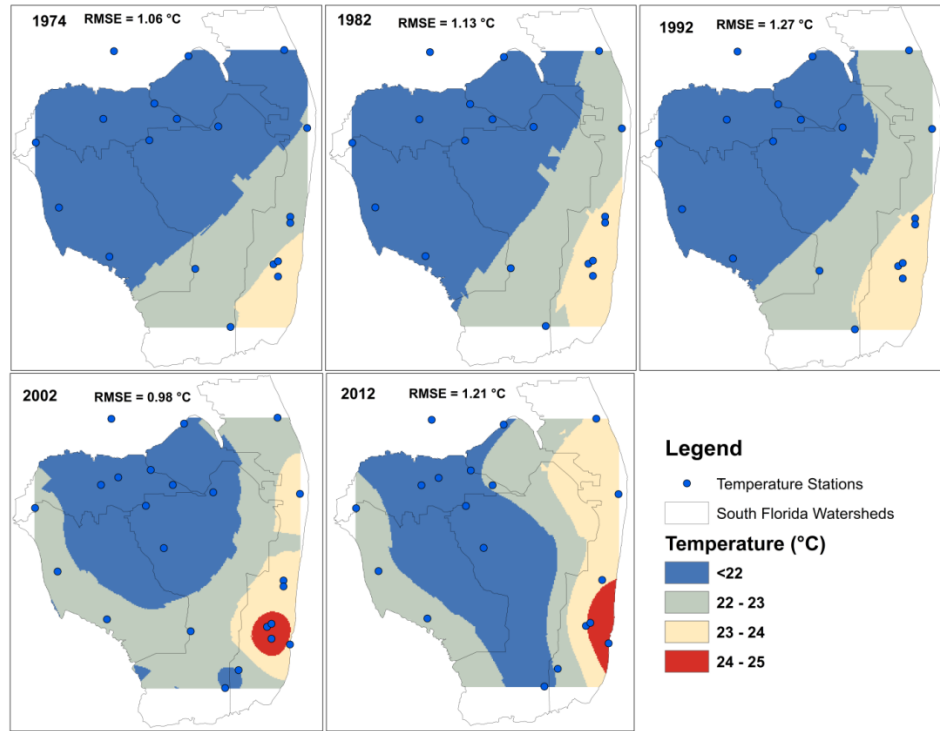 1974 RMSE = 1.06 °C
1982 RMSE = 1.13 °C
1992 RMSE = 1.27 °C
2002 RMSE = 0.98 °C
2012 RMSE = 1.21 °C
Legend
Temperature Stations
South Florida Watersheds
Temperature (°C)
<22
22 - 23
23 - 24
24 - 25